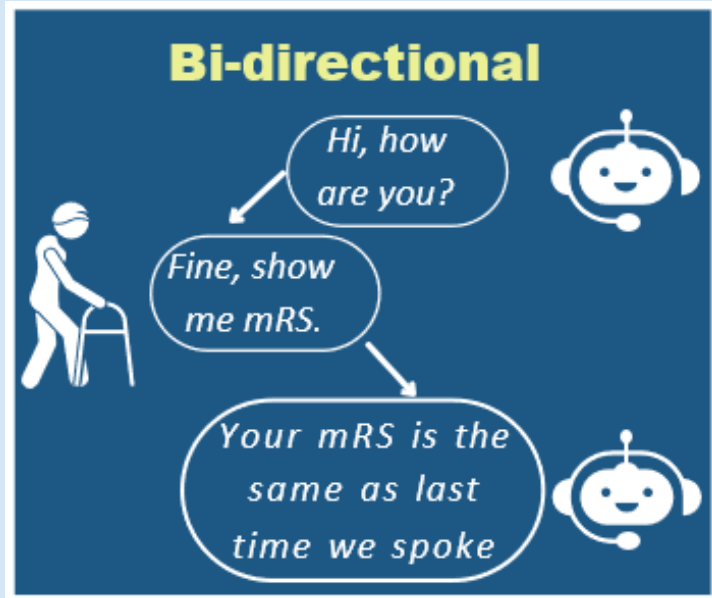 Bi-directional
Hi, how
are you?
Fine, show
me mRS.
Your mRS is the
same as last
time we spoke